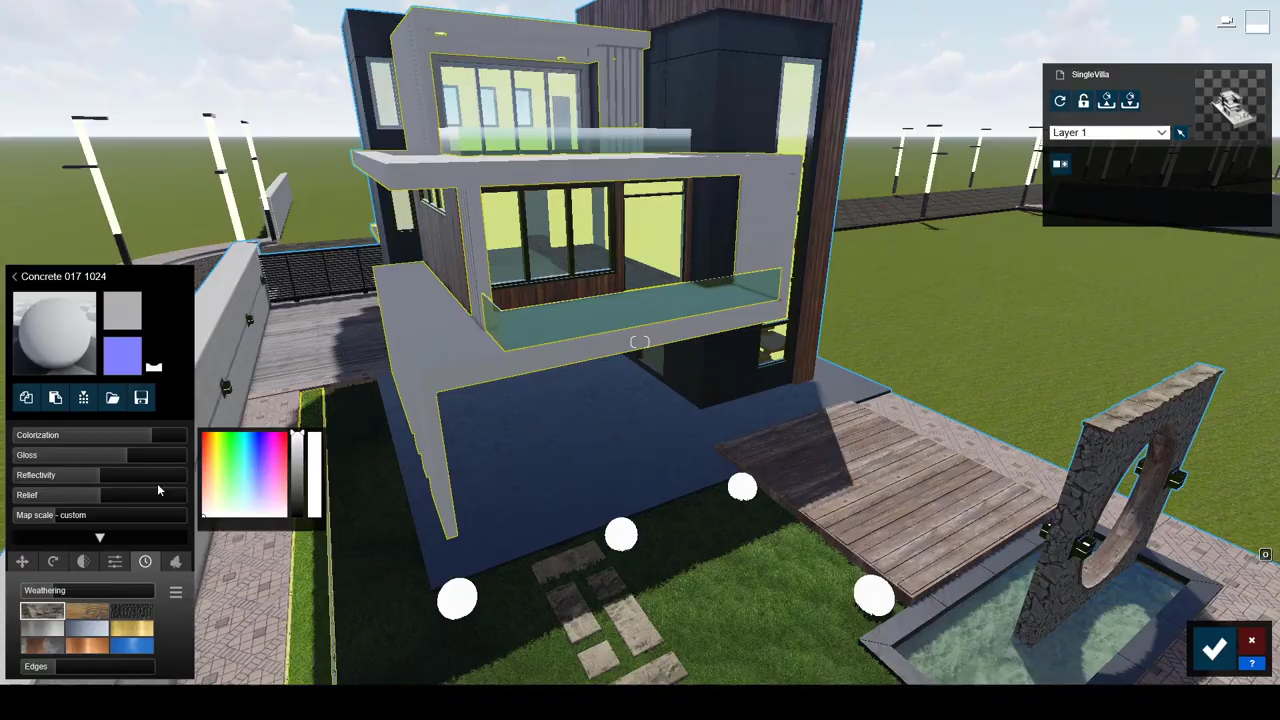 SingleVilla
Layer 1
Concrete 017 1024
Colorization
Gloss
Reflectivity
Relief
Map scale - custom
Weathering
Edges
?